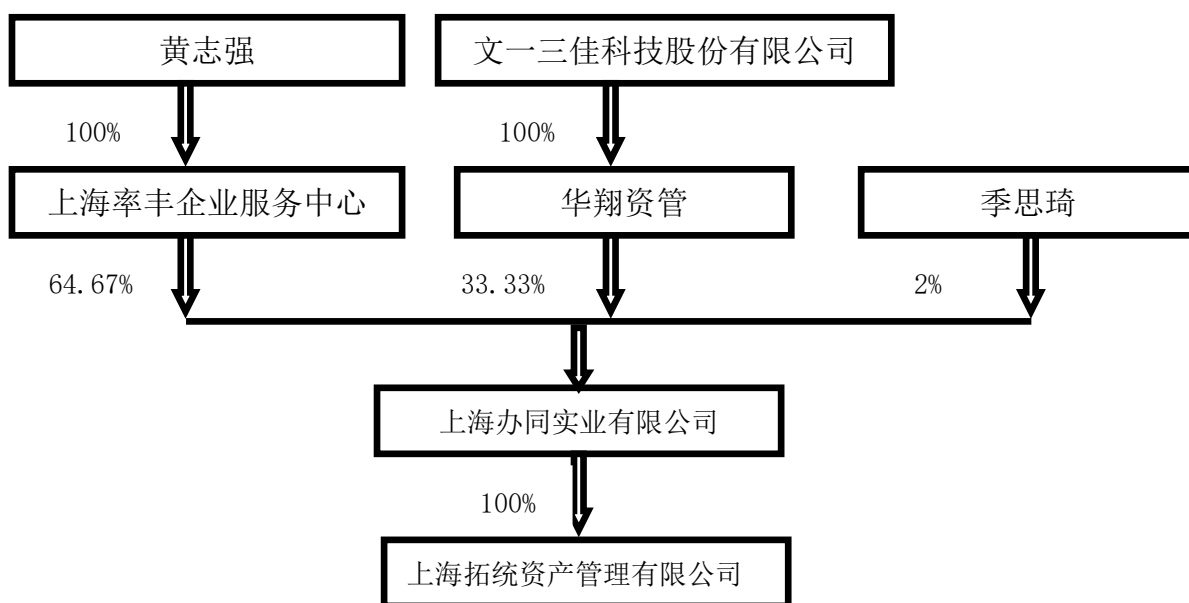 黄志强
文一三佳科技股份有限公司
100%
100%
上海率丰企业服务中心
华翔资管
季思琦
64.67%
33.33%
2%
上海办同实业有限公司
100%
上海拓统资产管理有限公司